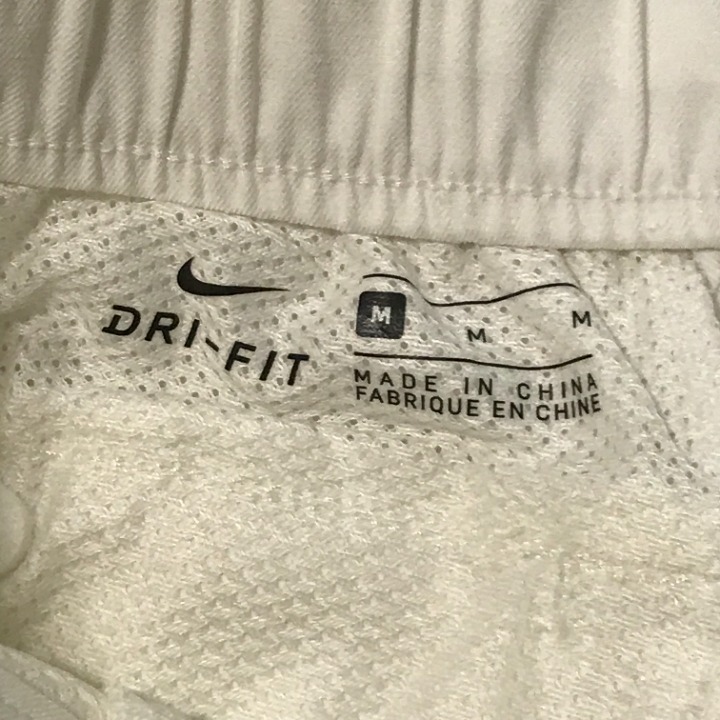 DRI-FIT
M M M
MADE IN CHINA
FABRIQUE EN CHINE